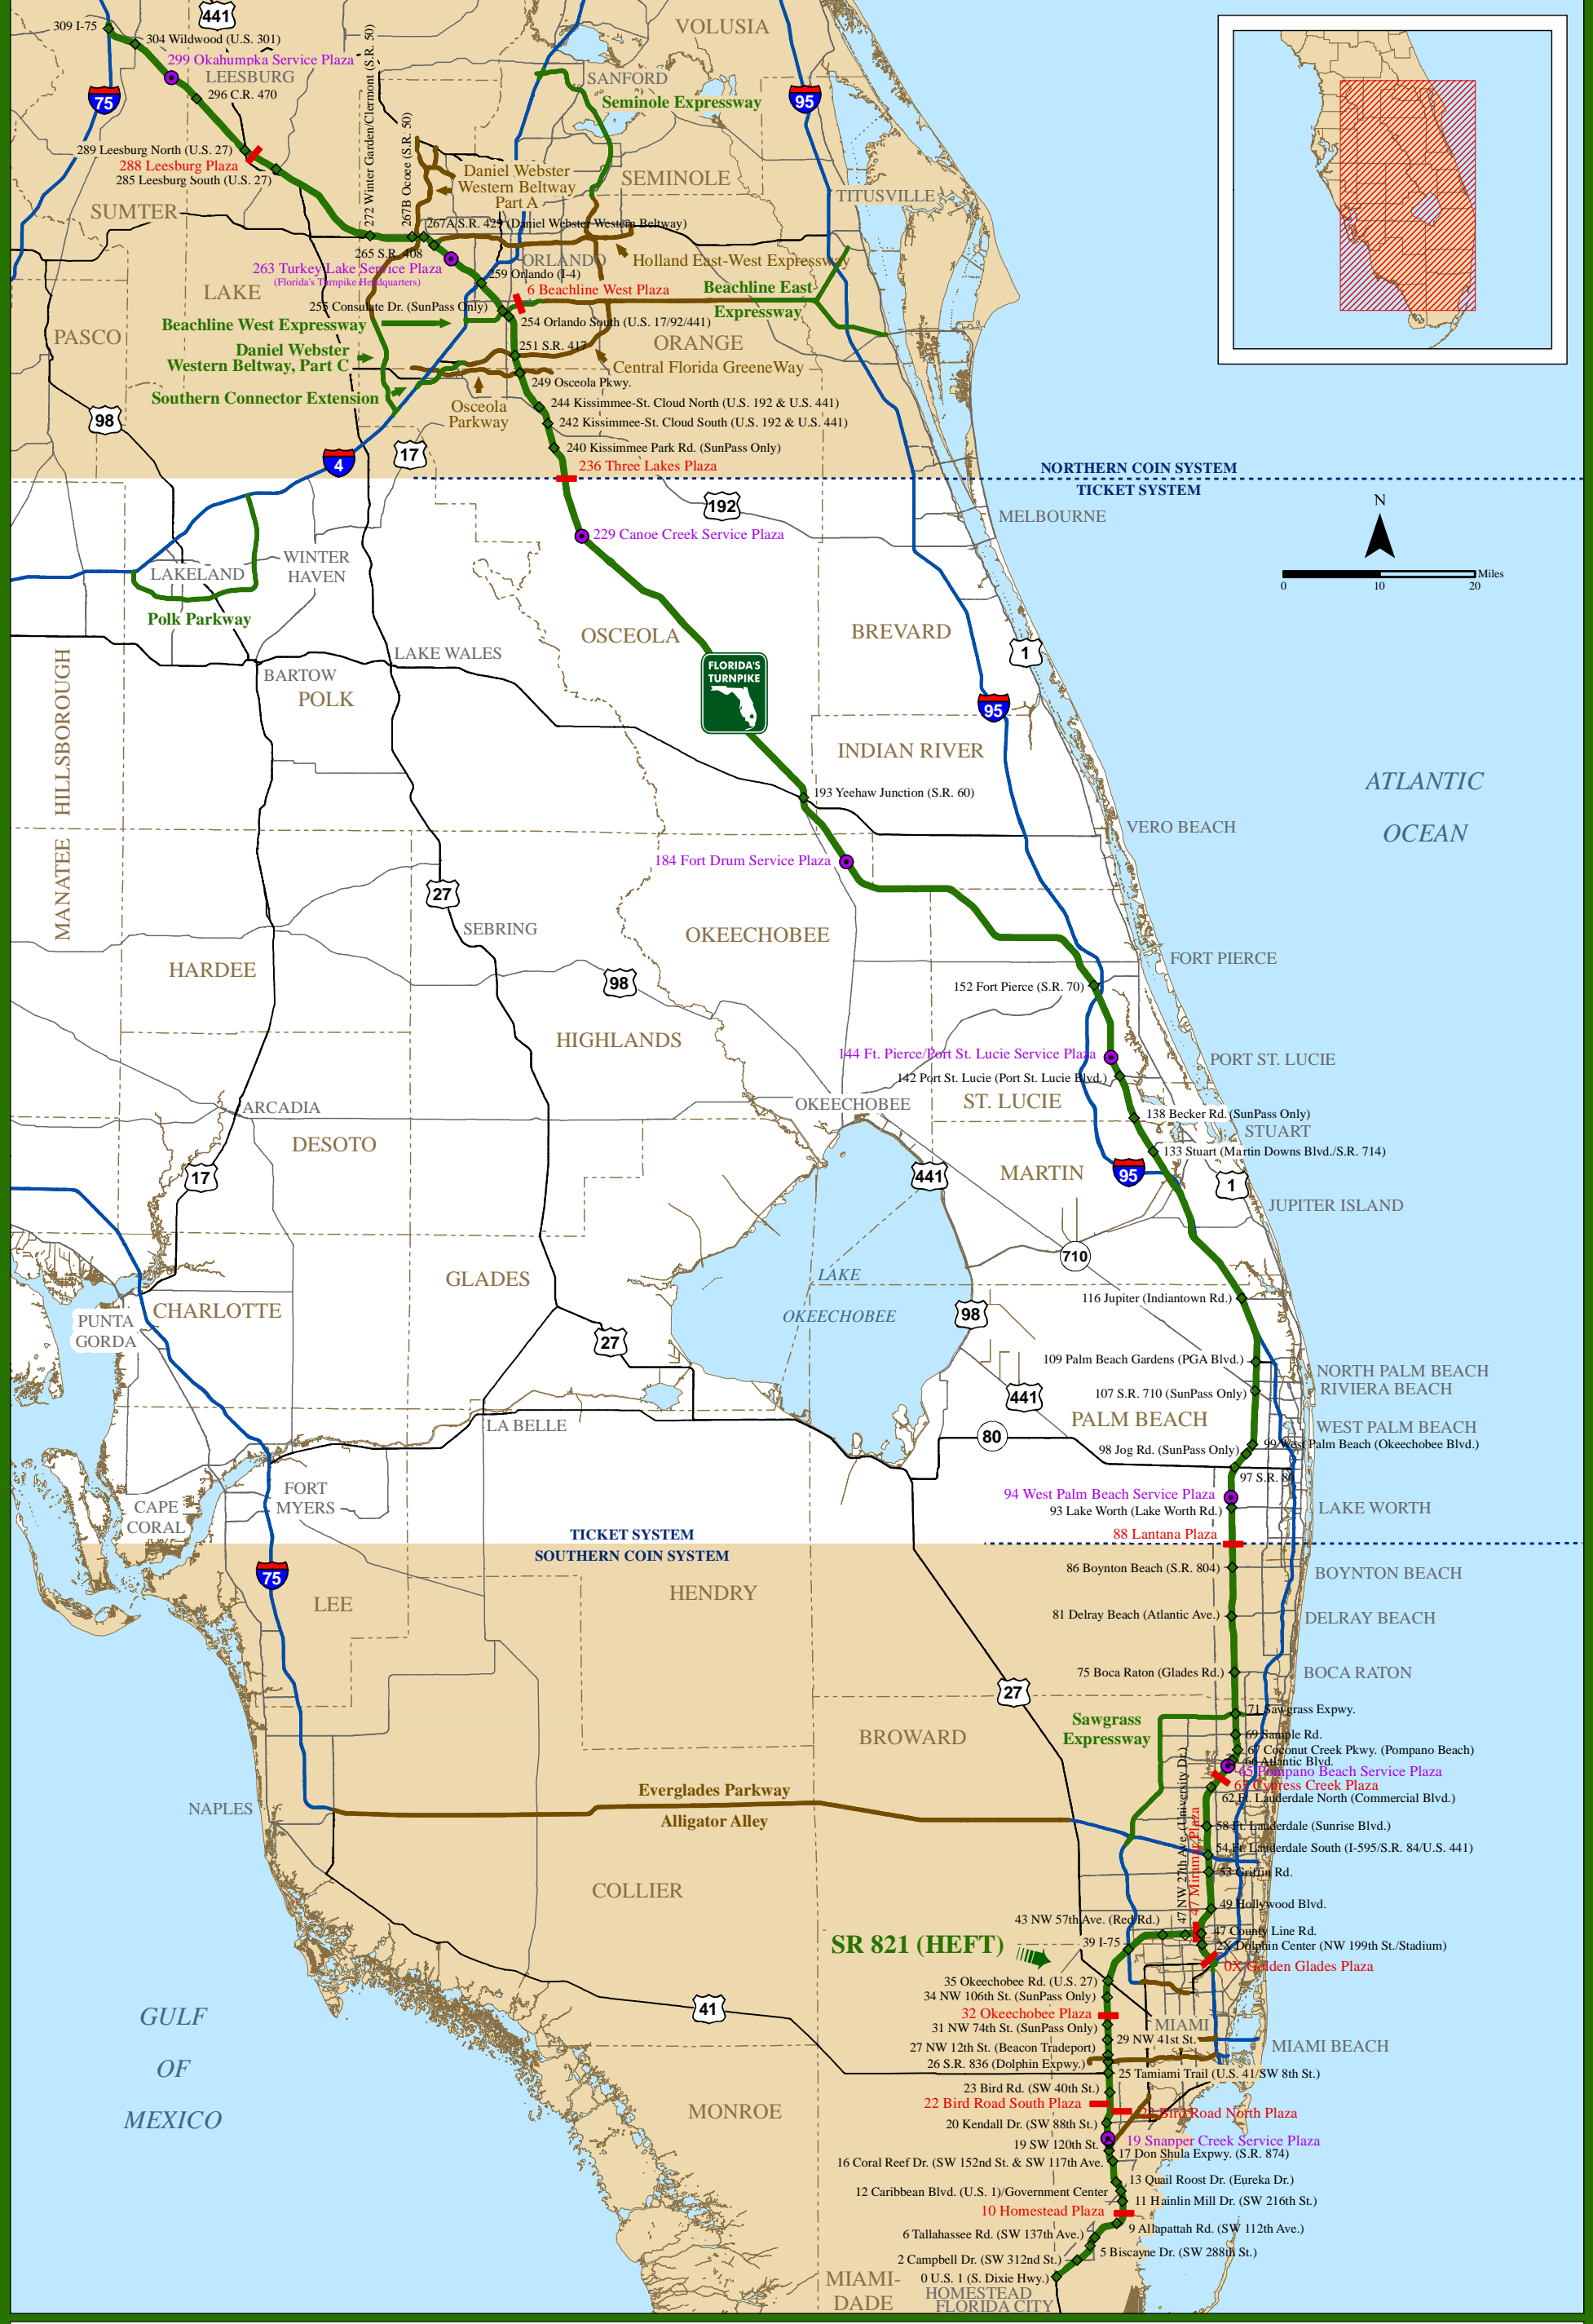 441
VOLUSIA
309 I-75
304 Wildwood (U.S. 301)
299 Okahumpka Service Plaza
LEESBURG
75
296 C.R. 470
272 Winter Garden/Clermont (S.R. 50)
267B Ocoee (S.R. 50)
SANFORD
Seminole Expressway
95
289 Leesburg North (U.S. 27)
288 Leesburg Plaza
285 Leesburg South (U.S. 27)
Daniel Webster
Western Beltway
Part A
SEMINOLE
TITUSVILLE
SUMTER
267A S.R. 429 (Daniel Webster Western Beltway)
265 S.R. 408
263 Turkey Lake Service Plaza
(Florida's Turnpike Headquarters)
ORLANDO
Holland East-West Expressway
259 Orlando (I-4)
LAKE
6 Beachline West Plaza
Beachline East
Expressway
255 Consulate Dr. (SunPass Only)
Beachline West Expressway
254 Orlando South (U.S. 17/92/441)
PASCO
ORANGE
251 S.R. 417
Daniel Webster
Western Beltway, Part C
Central Florida GreeneWay
249 Osceola Pkwy.
Southern Connector Extension
Osceola
Parkway
244 Kissimmee-St. Cloud North (U.S. 192 & U.S. 441)
242 Kissimmee-St. Cloud South (U.S. 192 & U.S. 441)
98
17
4
240 Kissimmee Park Rd. (SunPass Only)
236 Three Lakes Plaza
NORTHERN COIN SYSTEM
TICKET SYSTEM
192
MELBOURNE
N
Miles
0 10 20
229 Canoe Creek Service Plaza
WINTER
HAVEN
LAKELAND
Polk Parkway
OSCEOLA
BREVARD
1
LAKE WALES
BARTOW
POLK
FLORIDA'S
TURNPIKE
HILLSBOROUGH
MANATEE
95
INDIAN RIVER
ATLANTIC
OCEAN
193 Yeehaw Junction (S.R. 60)
VERO BEACH
184 Fort Drum Service Plaza
27
SEBRING
OKEECHOBEE
HARDEE
98
FORT PIERCE
152 Fort Pierce (S.R. 70)
HIGHLANDS
144 Ft. Pierce/Port St. Lucie Service Plaza
PORT ST. LUCIE
142 Port St. Lucie (Port St. Lucie Blvd.)
ST. LUCIE
OKEECHOBEE
ARCADIA
138 Becker Rd. (SunPass Only)
STUART
DESOTO
133 Stuart (Martin Downs Blvd./S.R. 714)
17
441
MARTIN
95
1
JUPITER ISLAND
710
GLADES
LAKE
OKEECHOBEE
116 Jupiter (Indiantown Rd.)
CHARLOTTE
PUNTA
GORDA
98
27
109 Palm Beach Gardens (PGA Blvd.)
NORTH PALM BEACH
RIVIERA BEACH
107 S.R. 710 (SunPass Only)
441
PALM BEACH
LA BELLE
80
WEST PALM BEACH
99 West Palm Beach (Okeechobee Blvd.)
98 Jog Rd. (SunPass Only)
97 S.R. 80
FORT
MYERS
CAPE
CORAL
94 West Palm Beach Service Plaza
93 Lake Worth (Lake Worth Rd.)
LAKE WORTH
88 Lantana Plaza
TICKET SYSTEM
SOUTHERN COIN SYSTEM
86 Boynton Beach (S.R. 804)
BOYNTON BEACH
75
HENDRY
LEE
81 Delray Beach (Atlantic Ave.)
DELRAY BEACH
75 Boca Raton (Glades Rd.)
BOCA RATON
27
71 Sawgrass Expwy.
Sawgrass
Expressway
BROWARD
69 Sample Rd.
67 Coconut Creek Pkwy. (Pompano Beach)
66 Atlantic Blvd.
65 Pompano Beach Service Plaza
63 Cypress Creek Plaza
62 Ft. Lauderdale North (Commercial Blvd.)
Everglades Parkway
Alligator Alley
NAPLES
58 Ft. Lauderdale (Sunrise Blvd.)
54 Ft. Lauderdale South (I-595/S.R. 84/U.S. 441)
53 Griffin Rd.
47 NW 27th Ave. (University Dr.)
47 Miramar Plaza
COLLIER
49 Hollywood Blvd.
43 NW 57th Ave. (Red Rd.)
47 County Line Rd.
39 I-75
2X Dolphin Center (NW 199th St./Stadium)
SR 821 (HEFT)
0X Golden Glades Plaza
35 Okeechobee Rd. (U.S. 27)
34 NW 106th St. (SunPass Only)
32 Okeechobee Plaza
41
31 NW 74th St. (SunPass Only)
MIAMI
29 NW 41st St.
MIAMI BEACH
27 NW 12th St. (Beacon Tradeport)
26 S.R. 836 (Dolphin Expwy.)
25 Tamiami Trail (U.S. 41/SW 8th St.)
23 Bird Rd. (SW 40th St.)
22 Bird Road South Plaza
22 Bird Road North Plaza
20 Kendall Dr. (SW 88th St.)
MONROE
19 SW 120th St.
19 Snapper Creek Service Plaza
17 Don Shula Expwy. (S.R. 874)
16 Coral Reef Dr. (SW 152nd St. & SW 117th Ave.
13 Quail Roost Dr. (Eureka Dr.)
12 Caribbean Blvd. (U.S. 1)/Government Center
11 Hainlin Mill Dr. (SW 216th St.)
10 Homestead Plaza
9 Allapattah Rd. (SW 112th Ave.)
6 Tallahassee Rd. (SW 137th Ave.)
5 Biscayne Dr. (SW 288th St.)
2 Campbell Dr. (SW 312nd St.)
0 U.S. 1 (S. Dixie Hwy.)
MIAMI-
DADE
HOMESTEAD
FLORIDA CITY
GULF
OF
MEXICO